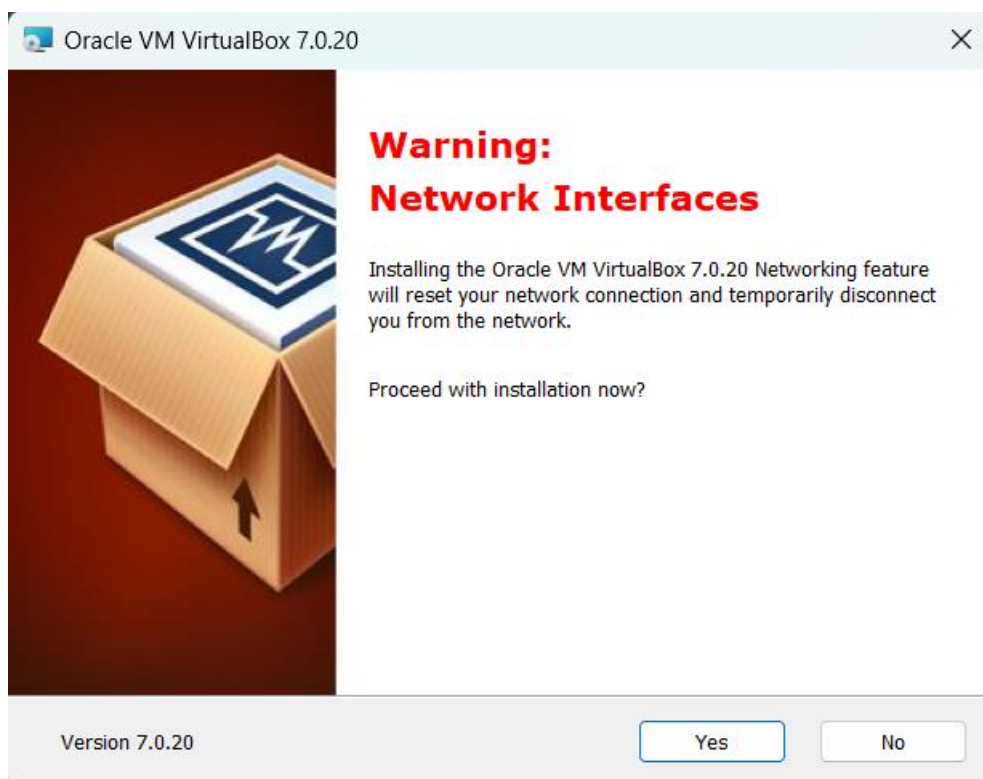 Oracle VM VirtualBox 7.0.20
Warning:
Network Interfaces
Installing the Oracle VM VirtualBox 7.0.20 Networking feature
will reset your network connection and temporarily disconnect
you from the network.
Proceed with installation now?
Version 7.0.20
Yes
No